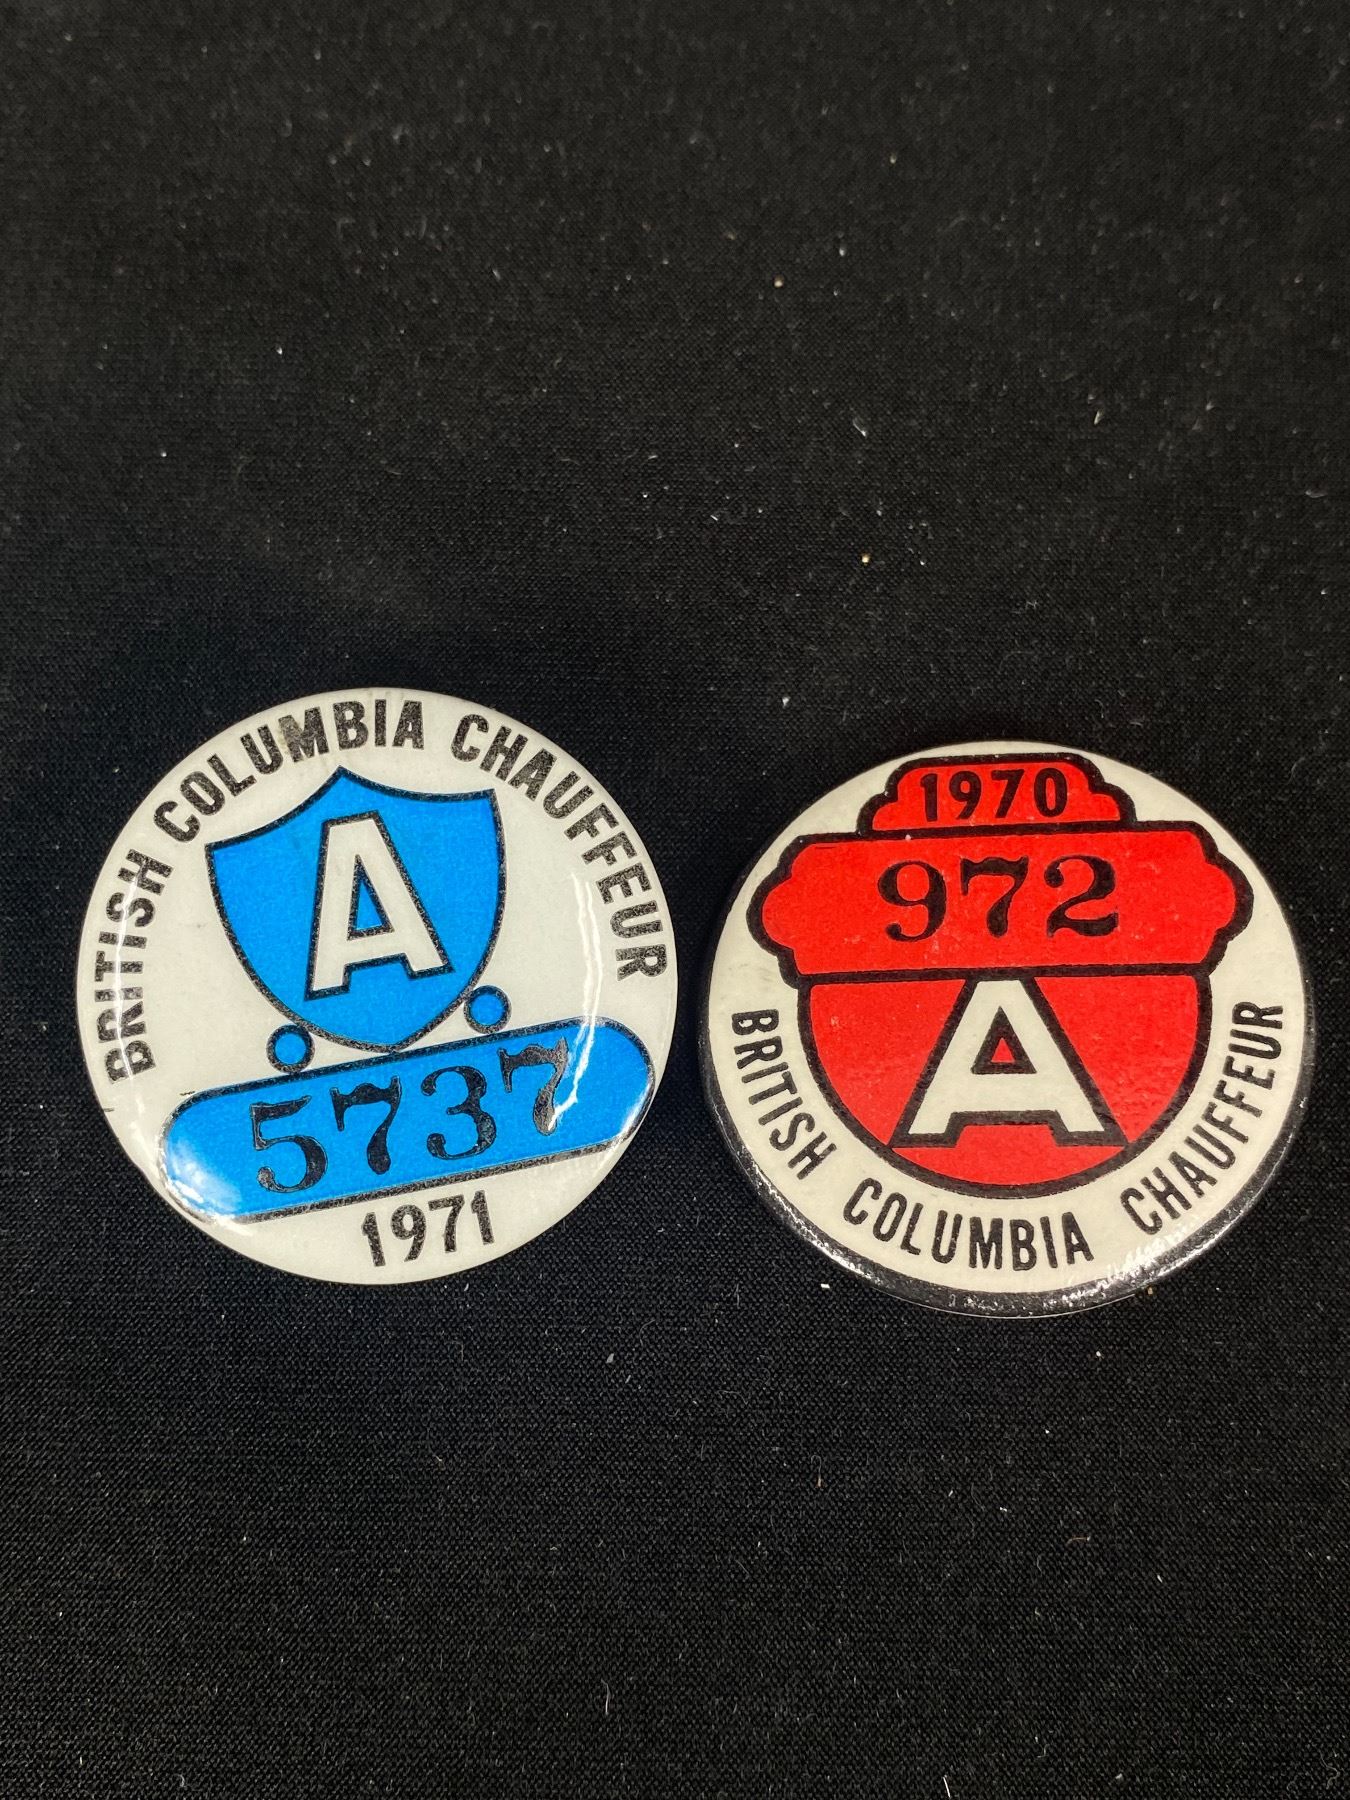 BRITISH COLUMBIA CHAUFFEUR
A
5737
1971
1970
972
A
BRITISH COLUMBIA CHAUFFEUR